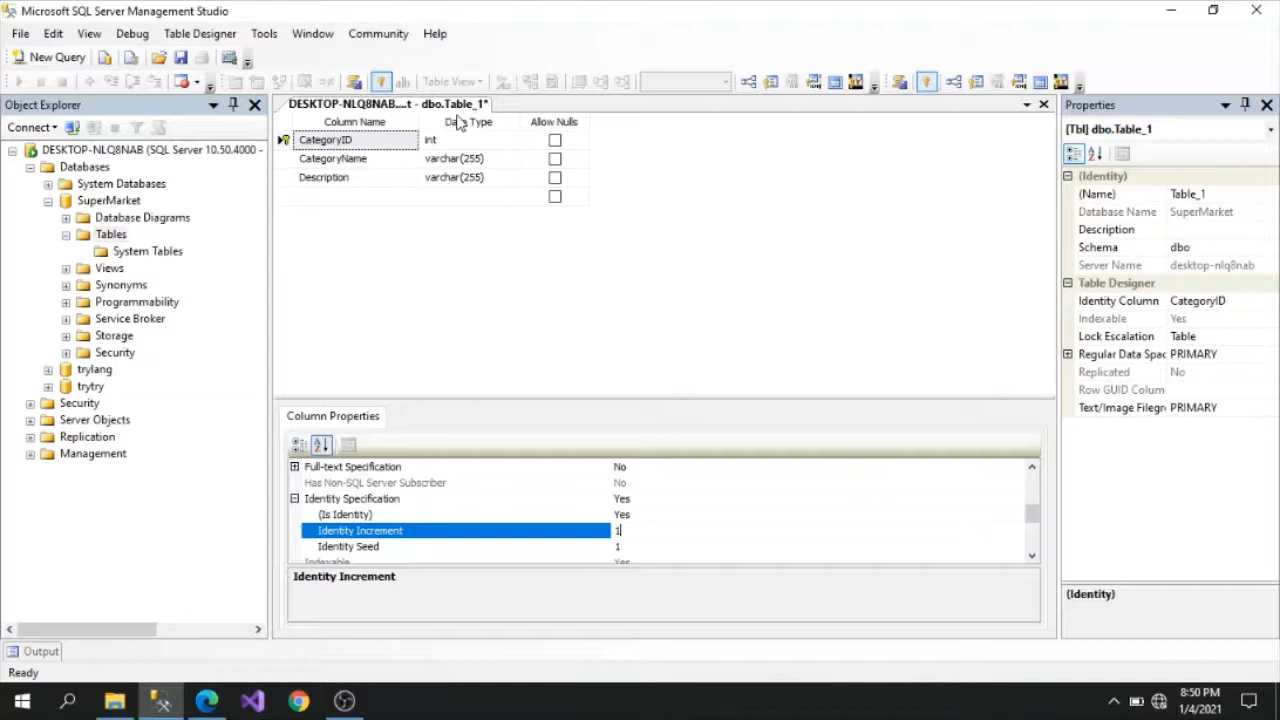 Microsoft SQL Server Management Studio
File Edit View Debug Table Designer Tools Window Community Help
New Query
Table View
Object Explorer
Connect
DESKTOP-NLQ8NAB (SQL Server 10.50.4000 -
Databases
System Databases
SuperMarket
Database Diagrams
Tables
System Tables
Views
Synonyms
Programmability
Service Broker
Storage
Security
trylang
trytry
Security
Server Objects
Replication
Management
DESKTOP-NLQ8NAB....t - dbo.Table_1*
Column Name Data Type Allow Nulls
CategoryID int
CategoryName varchar(255)
Description varchar(255)
Column Properties
Full-text Specification No
Has Non-SQL Server Subscriber No
Identity Specification Yes
(Is Identity) Yes
Identity Increment 1
Identity Seed 1
Indexable Yes
Identity Increment
Properties
[Tbl] dbo.Table_1
(Identity)
(Name) Table_1
Database Name SuperMarket
Description
Schema dbo
Server Name desktop-nlq8nab
Table Designer
Identity Column CategoryID
Indexable Yes
Lock Escalation Table
Regular Data Spac PRIMARY
Replicated No
Row GUID Colum
Text/Image Filegr PRIMARY
(Identity)
Output
Ready
8:50 PM
1/4/2021